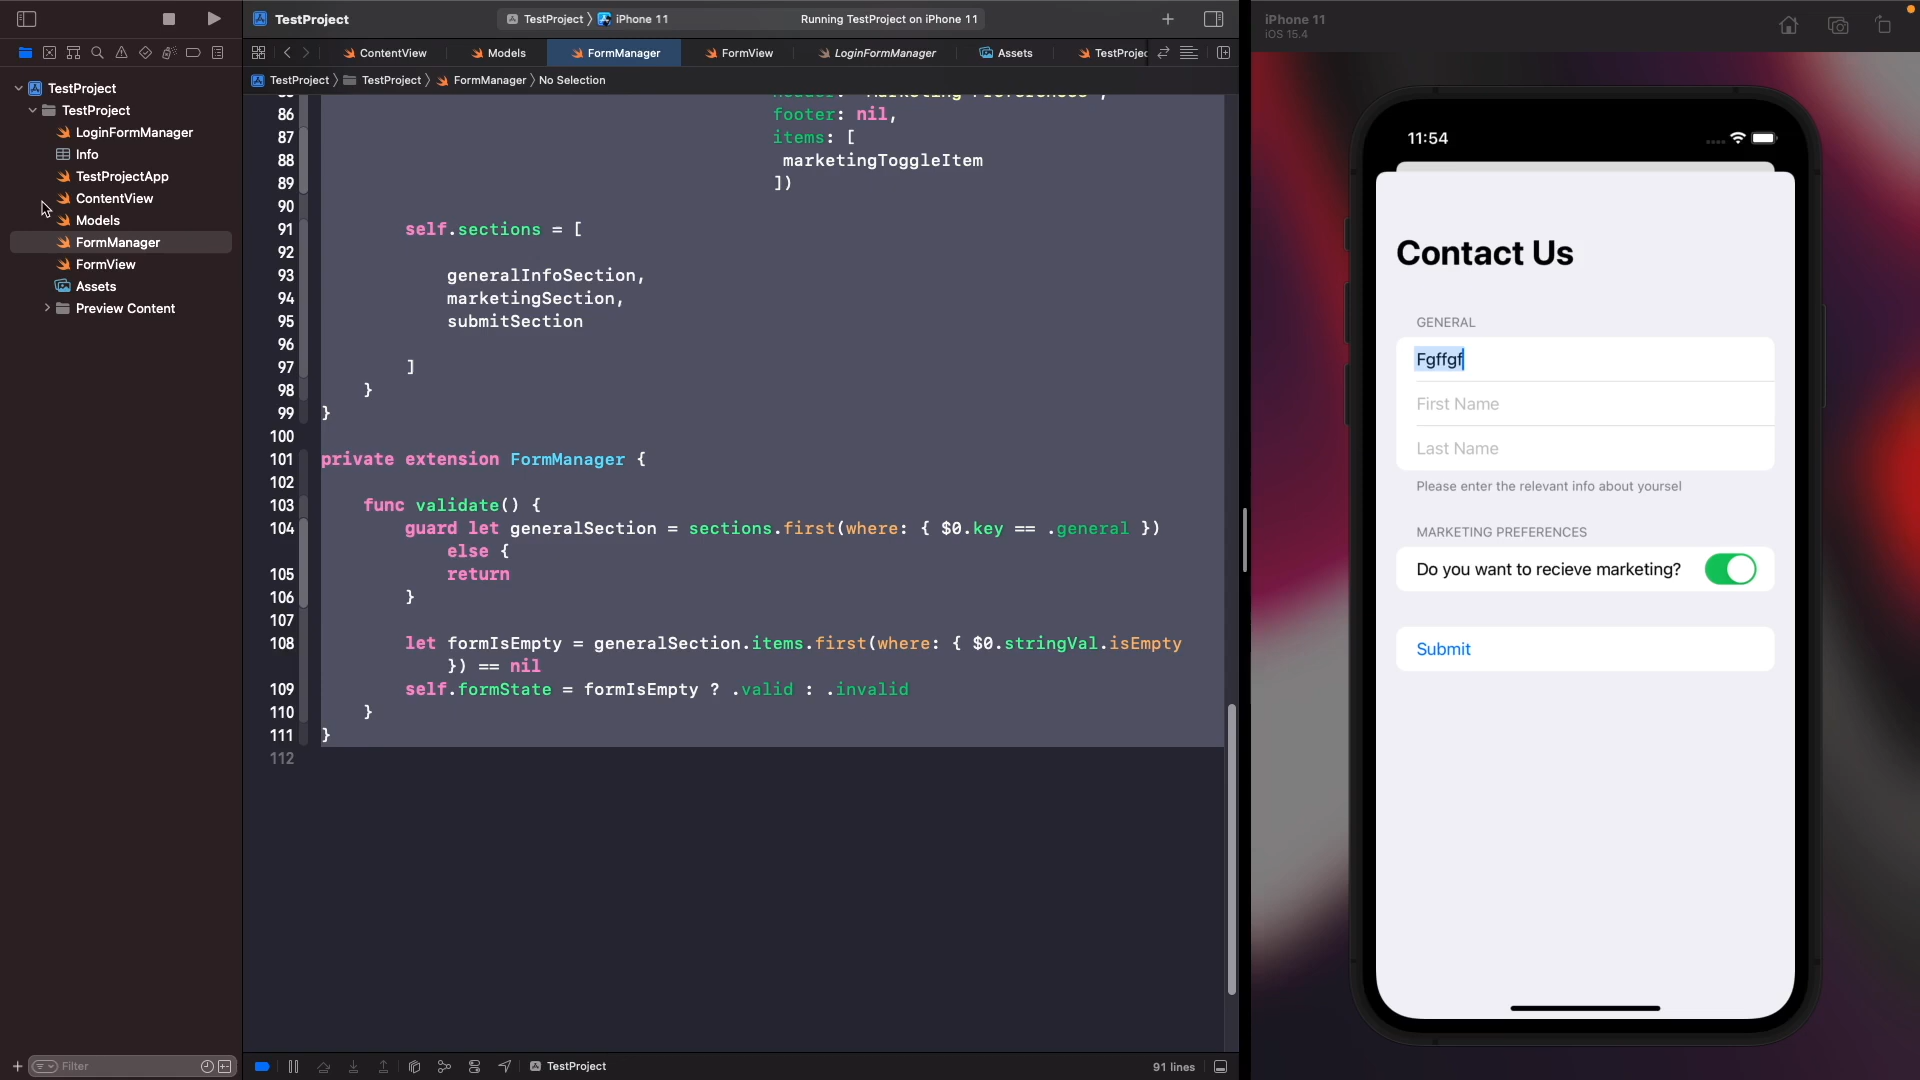 TestProject
TestProject
iPhone 11
Running TestProject on iPhone 11
iPhone 11
iOS 15.4
ContentView
Models
FormManager
FormView
LoginFormManager
Assets
TestProjec
TestProject
TestProject
FormManager
No Selection
TestProject
TestProject
LoginFormManager
Info
TestProjectApp
ContentView
Models
FormManager
FormView
Assets
Preview Content
Filter
86 footer: nil,
87 items: [
88 marketingToggleItem
89 ])
90
91 self.sections = [
92
93 generalInfoSection,
94 marketingSection,
95 submitSection
96
97 ]
98 }
99 }
100
101 private extension FormManager {
102
103 func validate() {
104 guard let generalSection = sections.first(where: { $0.key == .general })
else {
105 return
106 }
107
108 let formIsEmpty = generalSection.items.first(where: { $0.stringVal.isEmpty
}) == nil
109 self.formState = formIsEmpty ? .valid : .invalid
110 }
111 }
112
TestProject
91 lines
11:54
Contact Us
GENERAL
Fgffgf
First Name
Last Name
Please enter the relevant info about yoursel
MARKETING PREFERENCES
Do you want to recieve marketing?
Submit